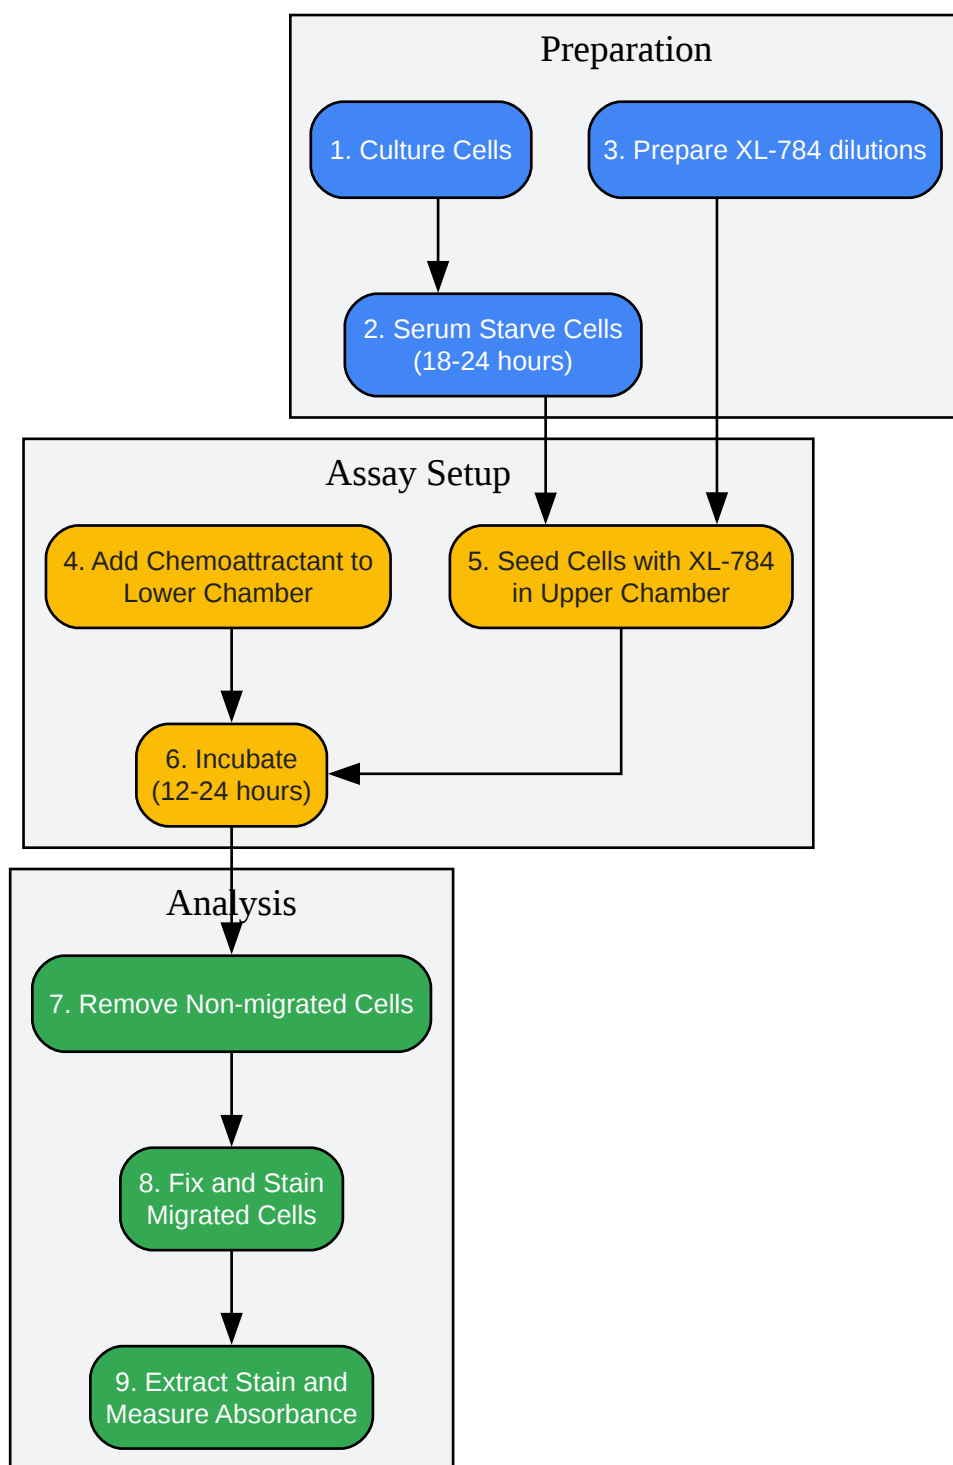 Preparation
1. Culture Cells
3. Prepare XL-784 dilutions
2. Serum Starve Cells
(18-24 hours)
Assay Setup
4. Add Chemoattractant to
Lower Chamber
5. Seed Cells with XL-784
in Upper Chamber
6. Incubate
(12-24 hours)
Analysis
7. Remove Non-migrated Cells
8. Fix and Stain
Migrated Cells
9. Extract Stain and
Measure Absorbance